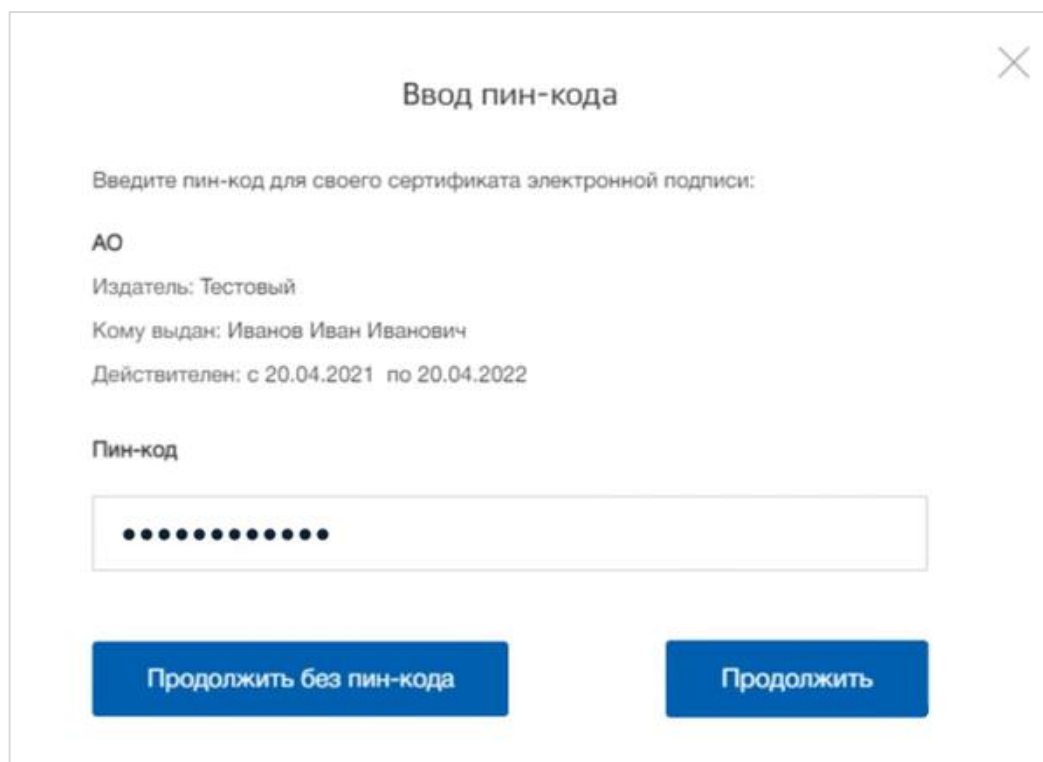 Ввод пин-кода
Введите пин-код для своего сертификата электронной подписи:
АО
Издатель: Тестовый
Кому выдан: Иванов Иван Иванович
Действителен: с 20.04.2021 по 20.04.2022
Пин-код
••••••••••••
Продолжить без пин-кода
Продолжить